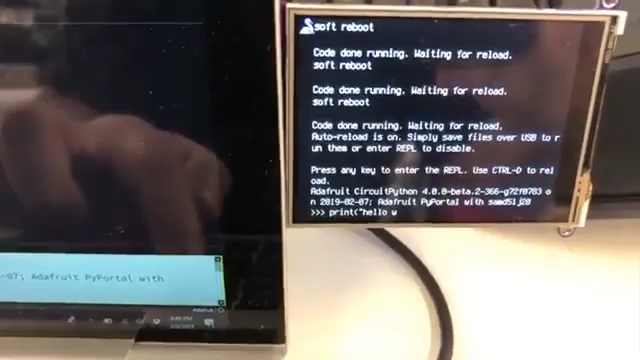 soft reboot
Code done running. Waiting for reload.
soft reboot
Code done running. Waiting for reload.
soft reboot
Code done running. Waiting for reload.
Auto-reload is on. Simply save files over USB to r
un them or enter REPL to disable.
Press any key to enter the REPL. Use CTRL-D to rel
oad.
Adafruit CircuitPython 4.0.0-beta.2-366-g72f0703 o
n 2019-02-07; Adafruit PyPortal with samd51j20
>>> print("hello w
-07; Adafruit PyPortal with
Adafruit